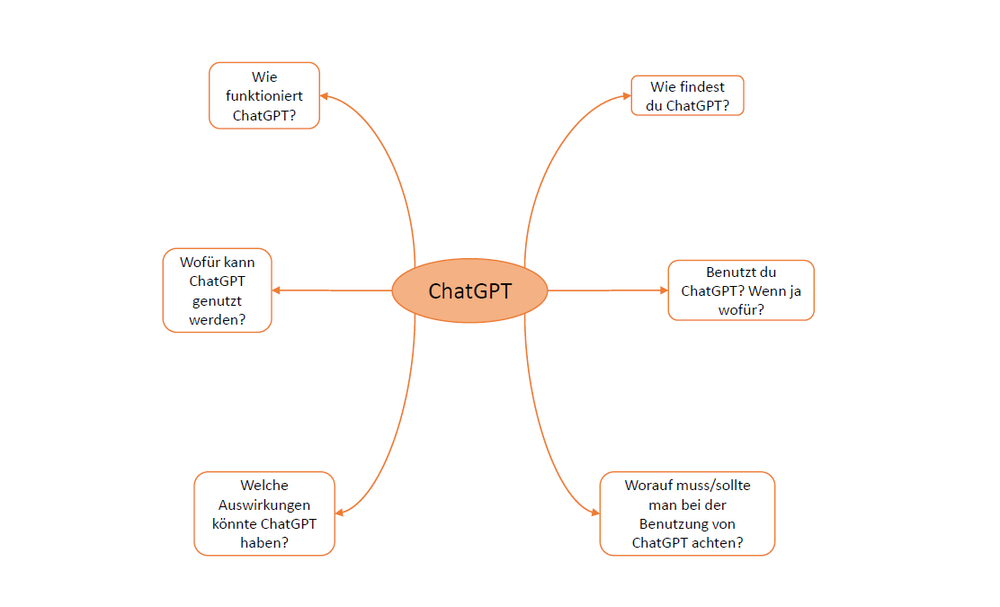 Wie
funktioniert
ChatGPT?
Wie findest
du ChatGPT?
Wofür kann
ChatGPT
genutzt
werden?
ChatGPT
Benutzt du
ChatGPT? Wenn ja
wofür?
Welche
Auswirkungen
könnte ChatGPT
haben?
Worauf muss/sollte
man bei der
Benutzung von
ChatGPT achten?